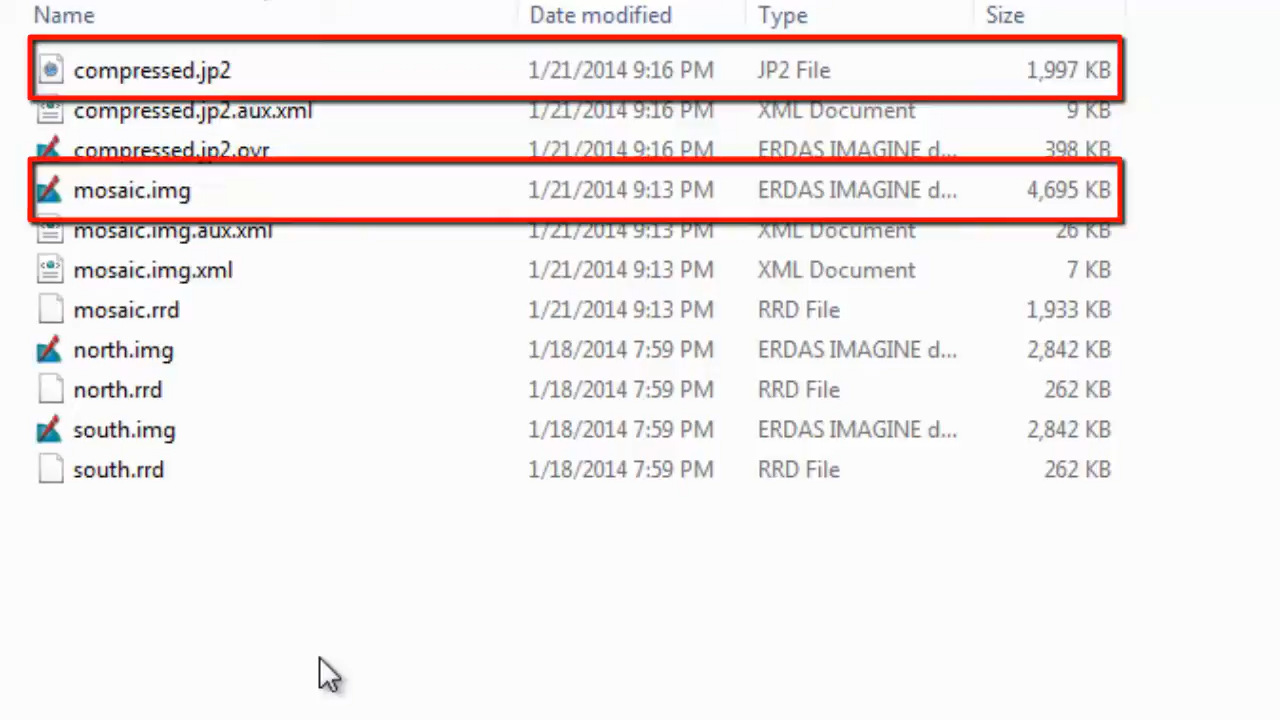 Name Date modified Type Size
compressed.jp2 1/21/2014 9:16 PM JP2 File 1,997 KB
compressed.jp2.aux.xml 1/21/2014 9:16 PM XML Document 9 KB
compressed.jp2.ovr 1/21/2014 9:16 PM ERDAS IMAGINE d... 398 KB
mosaic.img 1/21/2014 9:13 PM ERDAS IMAGINE d... 4,695 KB
mosaic.img.aux.xml 1/21/2014 9:13 PM XML Document 26 KB
mosaic.img.xml 1/21/2014 9:13 PM XML Document 7 KB
mosaic.rrd 1/21/2014 9:13 PM RRD File 1,933 KB
north.img 1/18/2014 7:59 PM ERDAS IMAGINE d... 2,842 KB
north.rrd 1/18/2014 7:59 PM RRD File 262 KB
south.img 1/18/2014 7:59 PM ERDAS IMAGINE d... 2,842 KB
south.rrd 1/18/2014 7:59 PM RRD File 262 KB